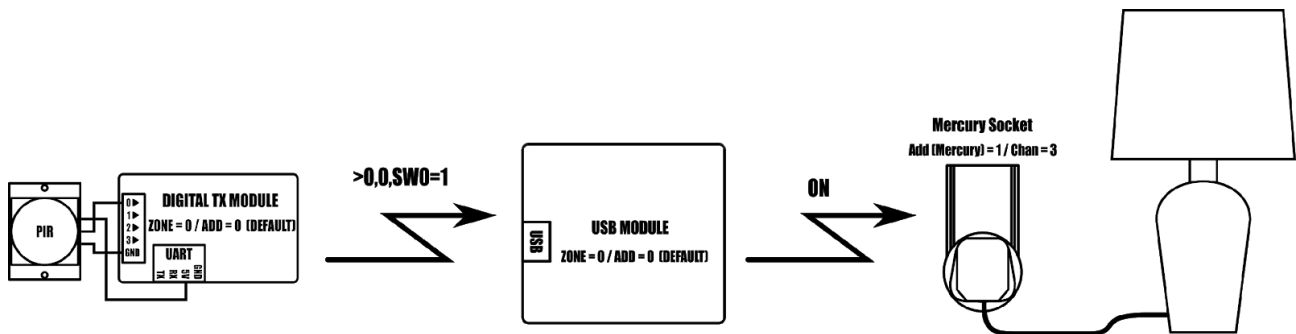 PIR
0▶
1▶
2▶
3▶
GND
DIGITAL TX MODULE
ZONE = 0 / ADD = 0 (DEFAULT)
UART
TX
RX
5V
GND
>0,0,SW0=1
USB
USB MODULE
ZONE = 0 / ADD = 0 (DEFAULT)
ON
Mercury Socket
Add (Mercury) = 1 / Chan = 3